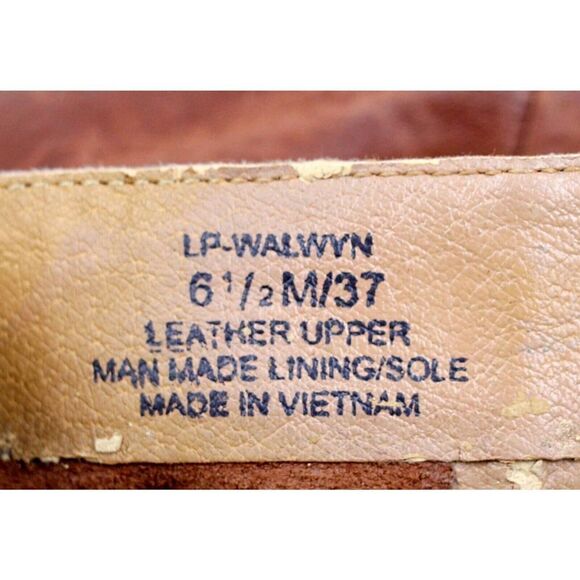 LP-WALWYN
6 1/2 M/37
LEATHER UPPER
MAN MADE LINING/SOLE
MADE IN VIETNAM